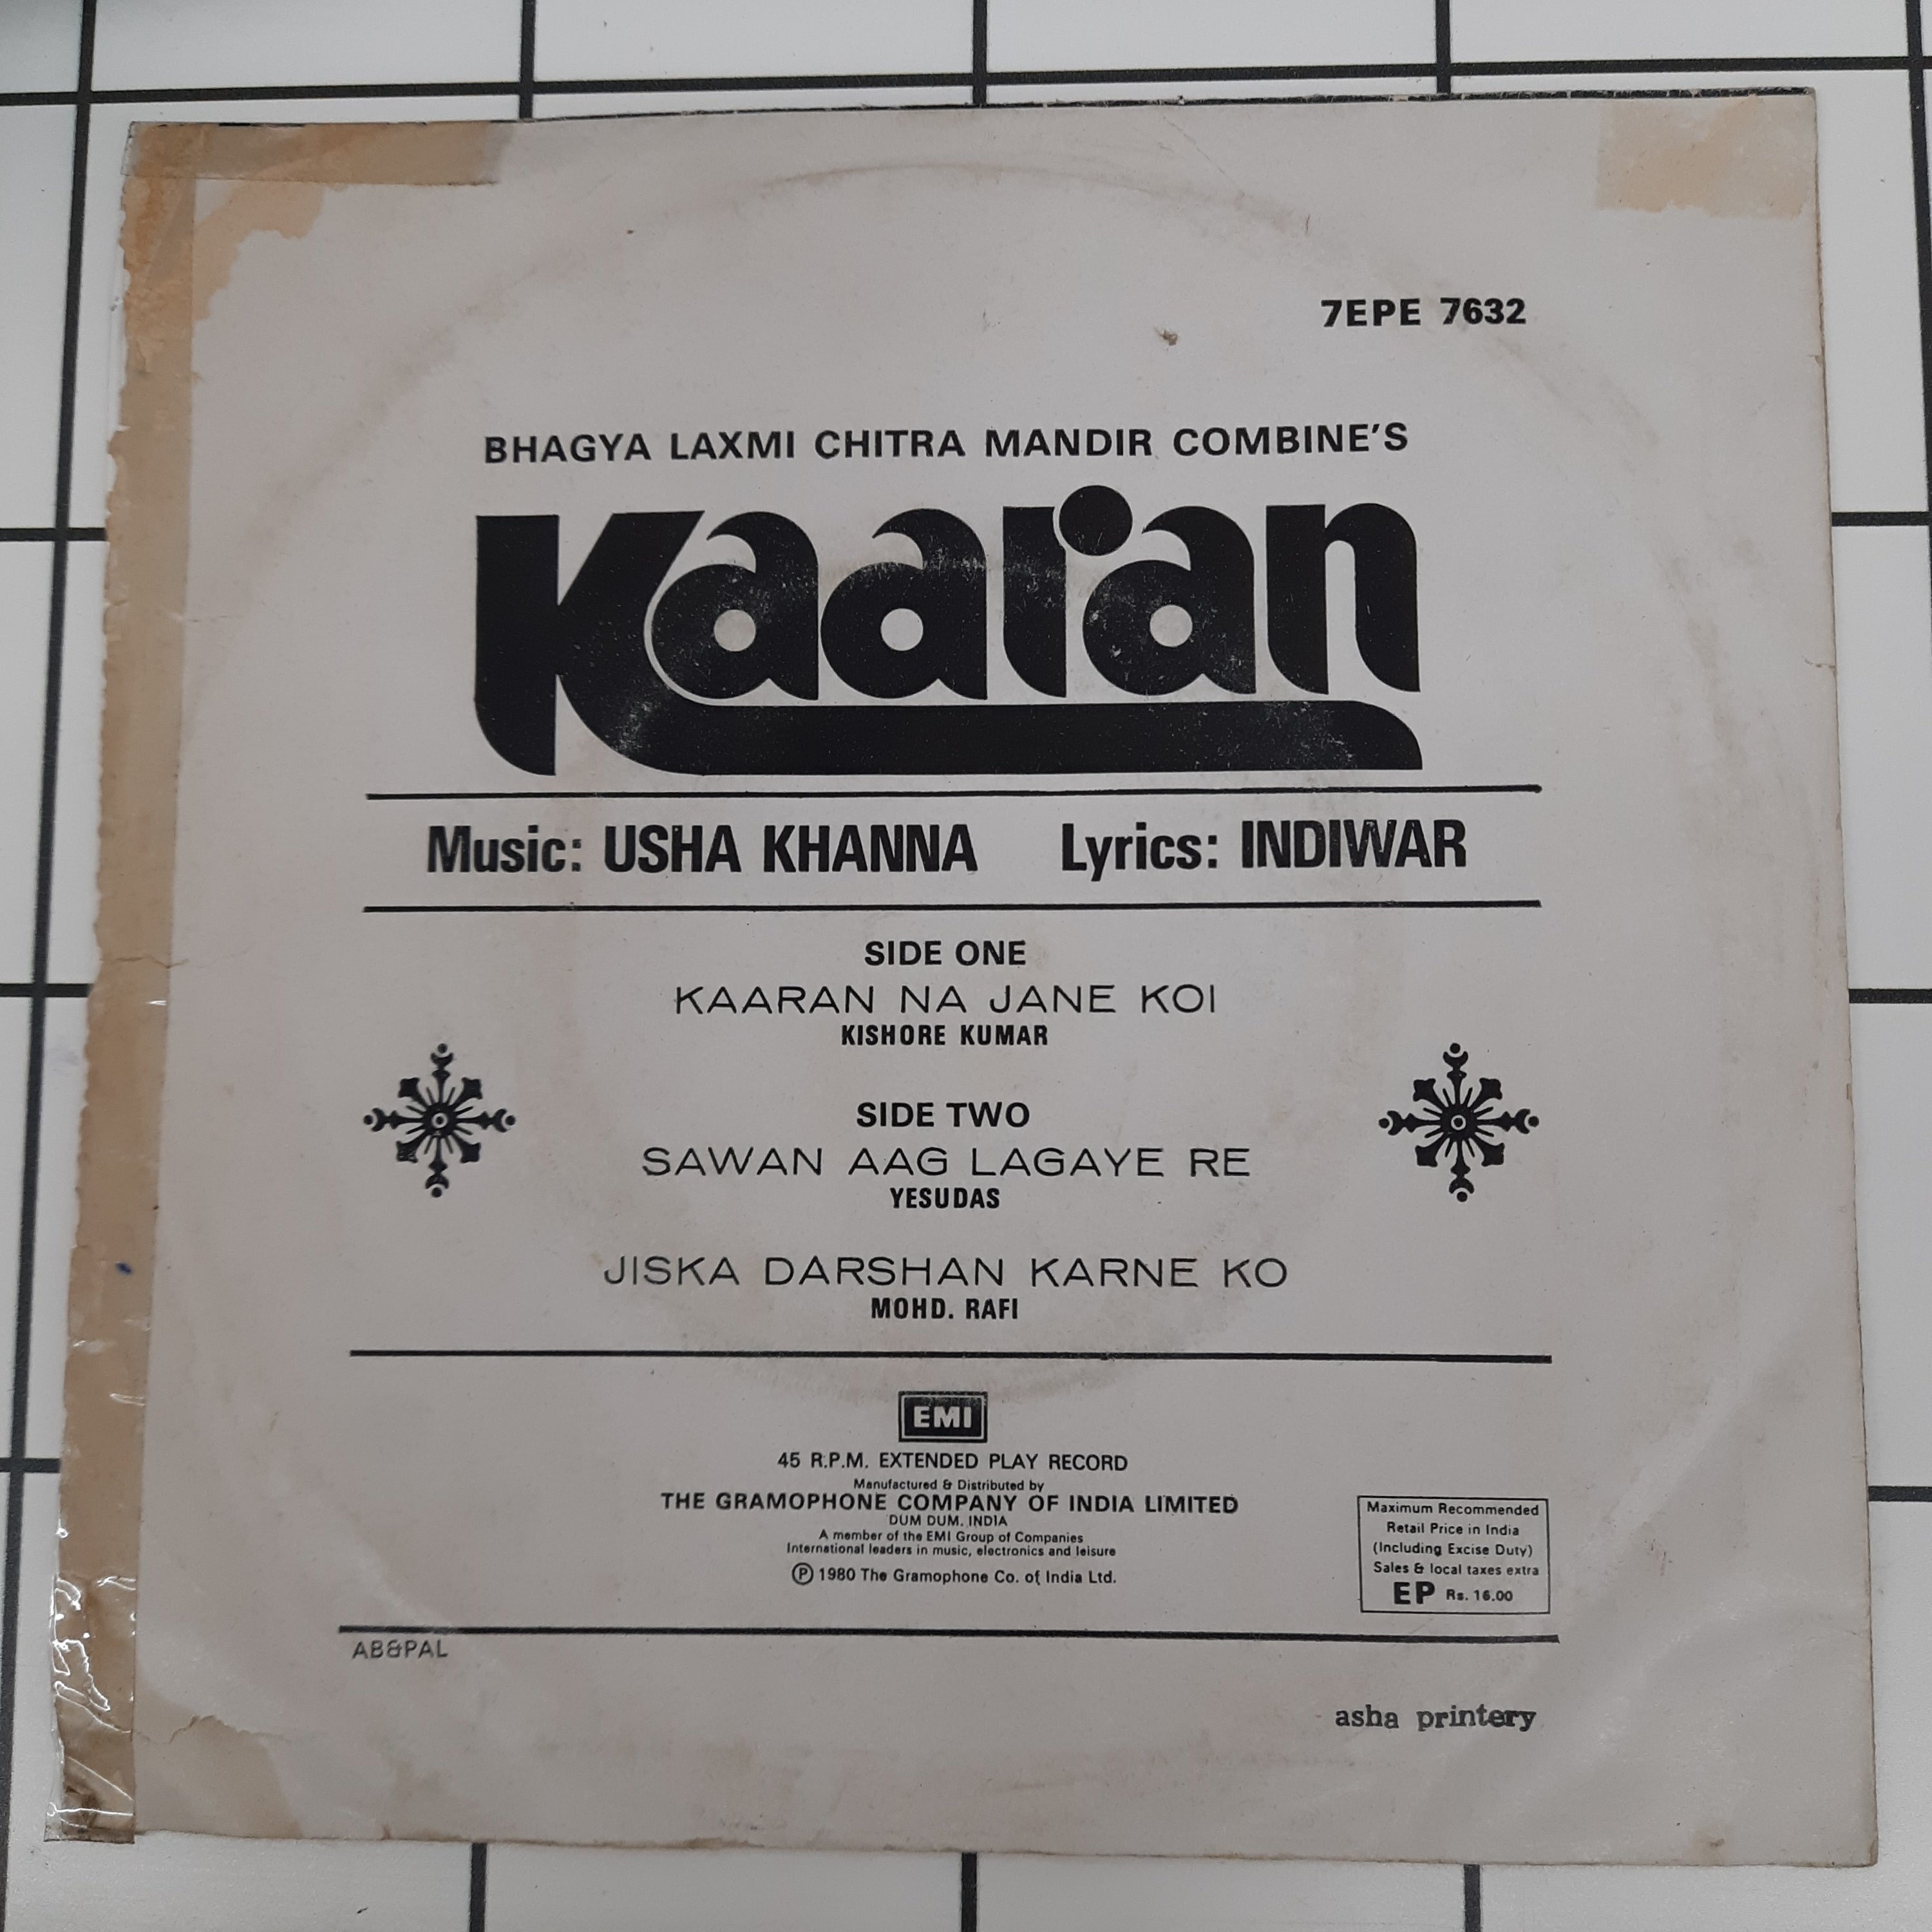 7EPE 7632
BHAGYA LAXMI CHITRA MANDIR COMBINE'S
Kaaran
Music: USHA KHANNA Lyrics: INDIWAR
SIDE ONE
KAARAN NA JANE KOI
KISHORE KUMAR
SIDE TWO
SAWAN AAG LAGAYE RE
YESUDAS
JISKA DARSHAN KARNE KO
MOHD. RAFI
EMI
45 R.P.M. EXTENDED PLAY RECORD
Manufactured & Distributed by
THE GRAMOPHONE COMPANY OF INDIA LIMITED
DUM DUM. INDIA
A member of the EMI Group of Companies
International leaders in music, electronics and leisure
Ⓟ 1980 The Gramophone Co. of India Ltd.
Maximum Recommended
Retail Price in India
(Including Excise Duty)
Sales & local taxes extra
EP Rs. 16.00
AB&PAL
asha printery